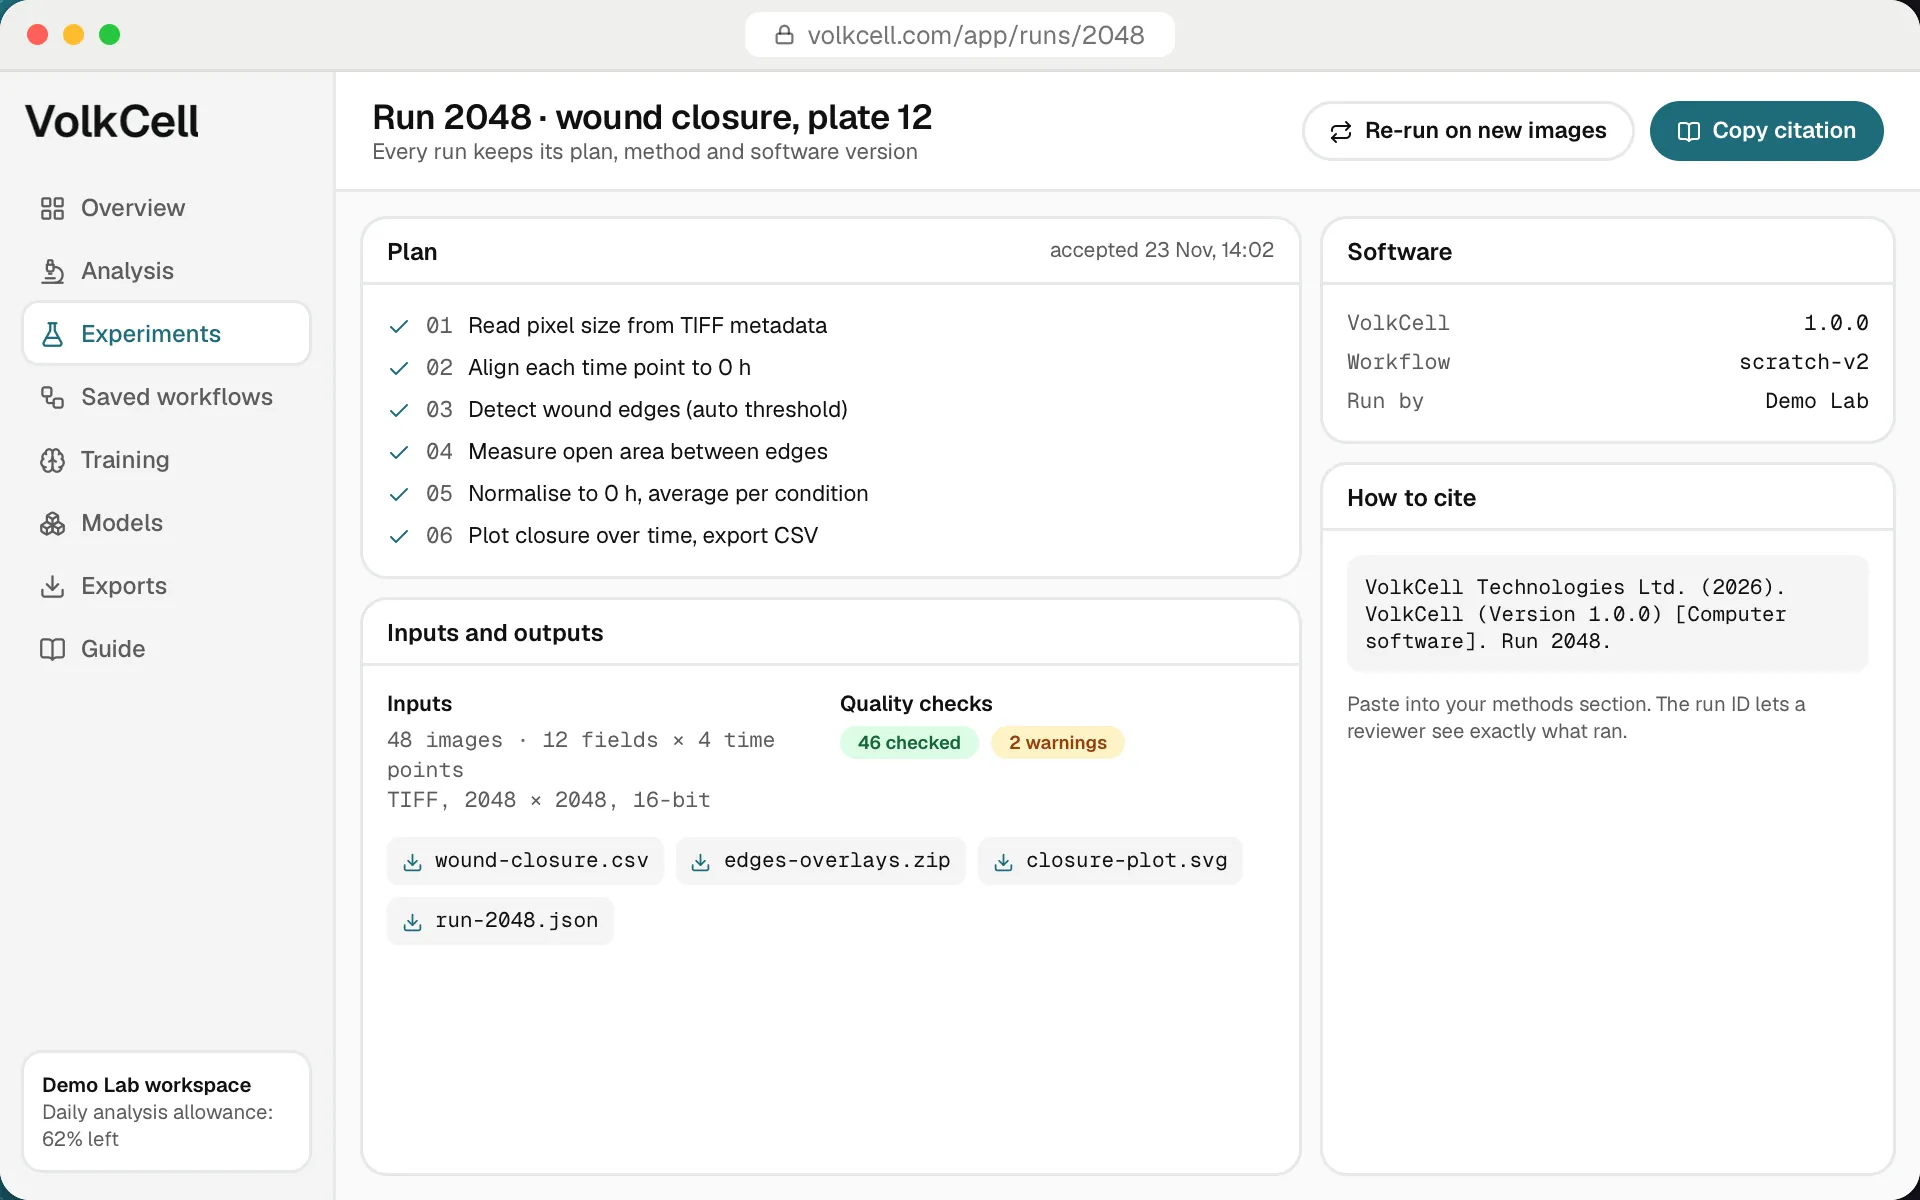 volkcell.com/app/runs/2048
VolkCell
Overview
Analysis
Experiments
Saved workflows
Training
Models
Exports
Guide
Demo Lab workspace
Daily analysis allowance:
62% left
Run 2048 · wound closure, plate 12
Every run keeps its plan, method and software version
Re-run on new images
Copy citation
Plan
accepted 23 Nov, 14:02
01 Read pixel size from TIFF metadata
02 Align each time point to 0 h
03 Detect wound edges (auto threshold)
04 Measure open area between edges
05 Normalise to 0 h, average per condition
06 Plot closure over time, export CSV
Inputs and outputs
Inputs
48 images · 12 fields × 4 time
points
TIFF, 2048 × 2048, 16-bit
Quality checks
46 checked
2 warnings
wound-closure.csv
edges-overlays.zip
closure-plot.svg
run-2048.json
Software
VolkCell 1.0.0
Workflow scratch-v2
Run by Demo Lab
How to cite
VolkCell Technologies Ltd. (2026).
VolkCell (Version 1.0.0) [Computer
software]. Run 2048.
Paste into your methods section. The run ID lets a
reviewer see exactly what ran.